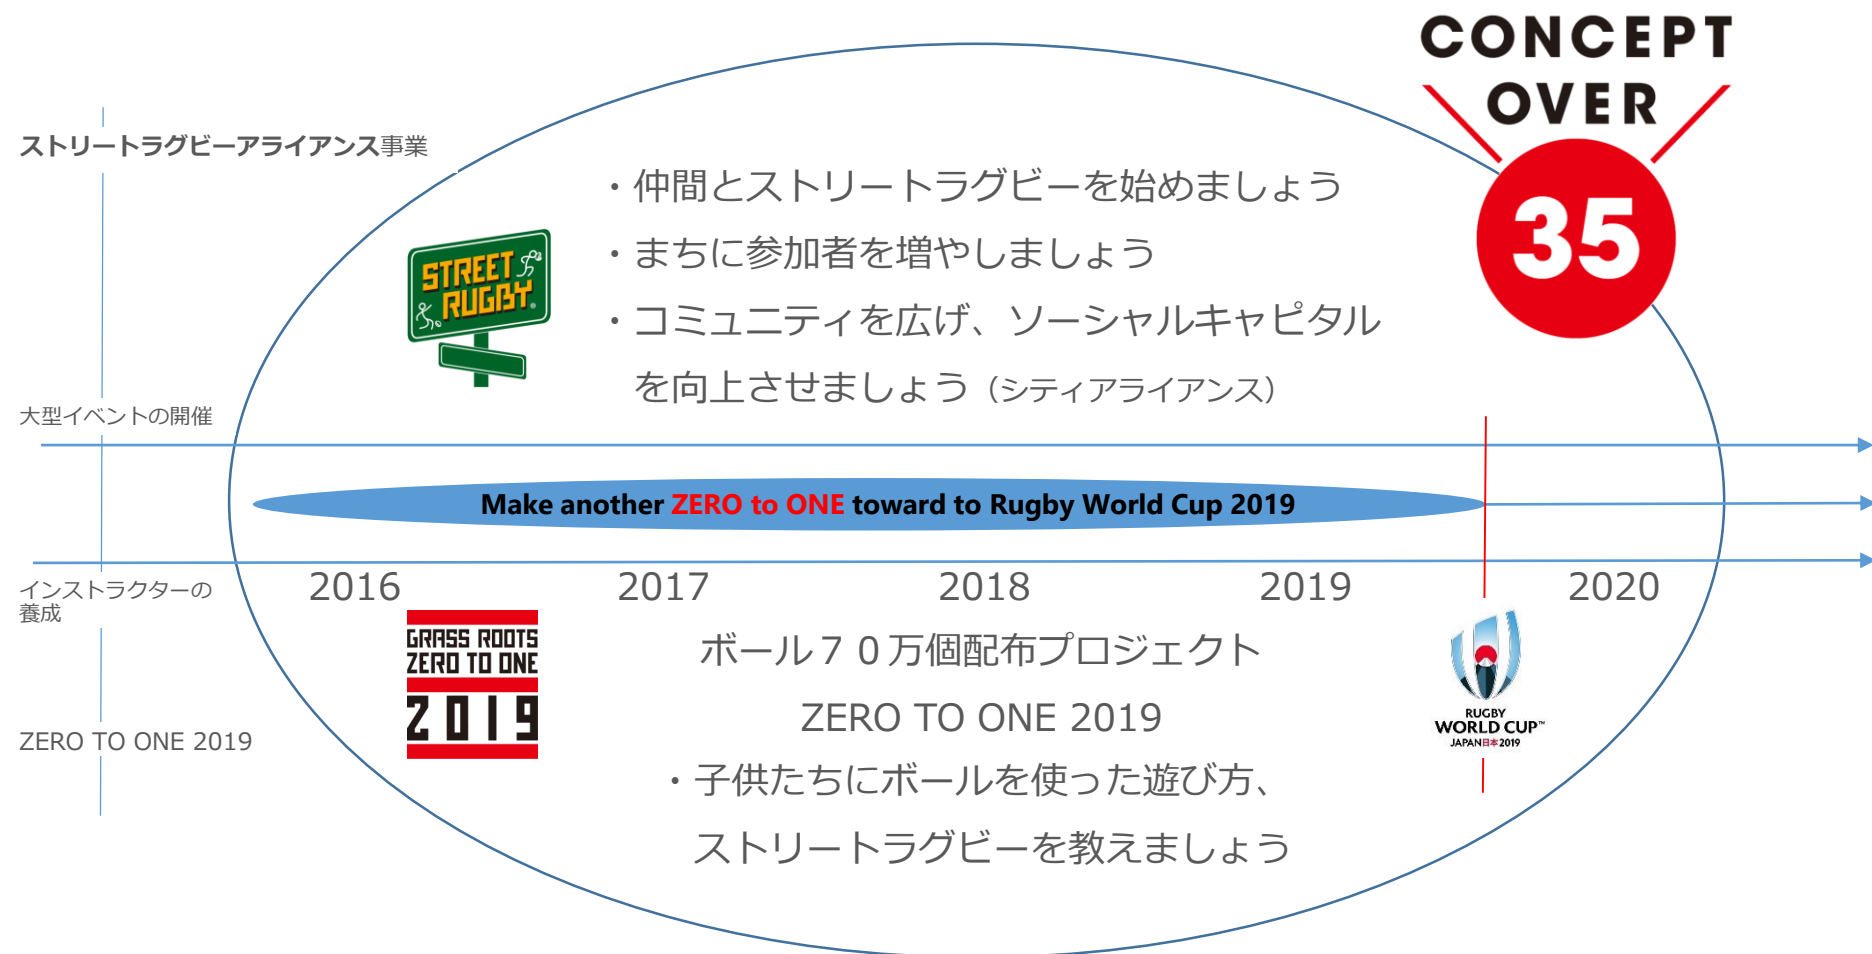 CONCEPT
OVER
35
ストリートラグビーアライアンス事業
・仲間とストリートラグビーを始めましょう
・まちに参加者を増やしましょう
・コミュニティを広げ、ソーシャルキャピタル
を向上させましょう（シティアライアンス）
STREET
RUGBY
大型イベントの開催
Make another ZERO to ONE toward to Rugby World Cup 2019
インストラクターの
養成
2016
2017
2018
2019
2020
GRASS ROOTS
ZERO TO ONE
2019
ボール７０万個配布プロジェクト
ZERO TO ONE 2019
・子供たちにボールを使った遊び方、
ストリートラグビーを教えましょう
RUGBY
WORLD CUP™
JAPAN日本2019
ZERO TO ONE 2019